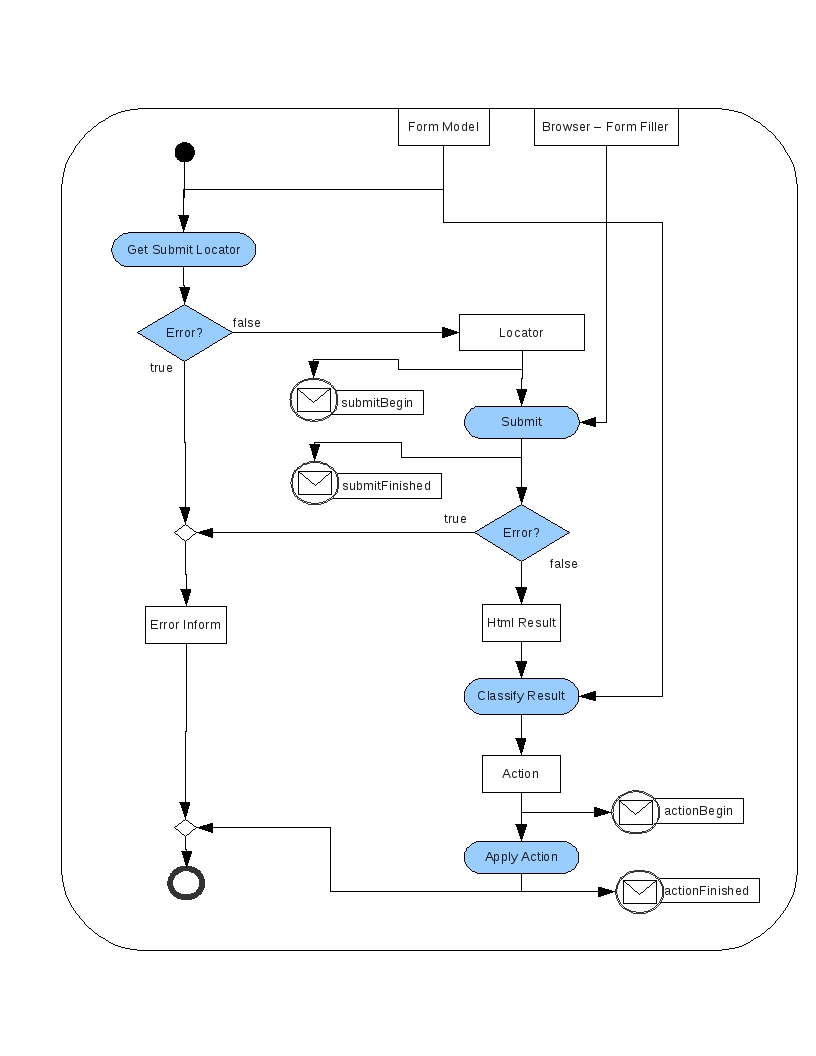 Form Model
Browser – Form Filler
Get Submit Locator
Error?
false
Locator
true
submitBegin
Submit
submitFinished
true
Error?
false
Error Inform
Html Result
Classify Result
Action
actionBegin
Apply Action
actionFinished